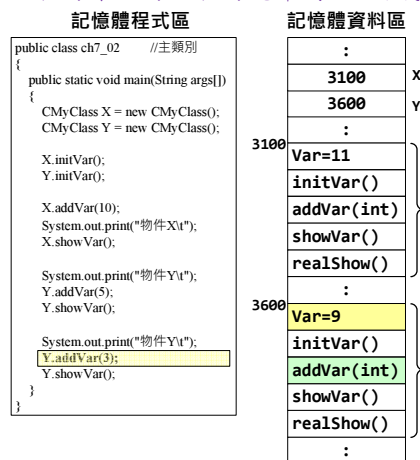 記憶體程式區
public class ch7_02 //主類別
{
public static void main(String args[])
{
CMyClass X = new CMyClass();
CMyClass Y = new CMyClass();
X.initVar();
Y.initVar();
X.addVar(10);
System.out.print("物件X\t");
X.showVar();
System.out.print("物件Y\t");
Y.addVar(5);
Y.showVar();
System.out.print("物件Y\t");
Y.addVar(3);
Y.showVar();
}
}
記憶體資料區
:
3100 X
3600 Y
:
3100
Var=11
initVar()
addVar(int)
showVar()
realShow()
:
3600
Var=9
initVar()
addVar(int)
showVar()
realShow()
: